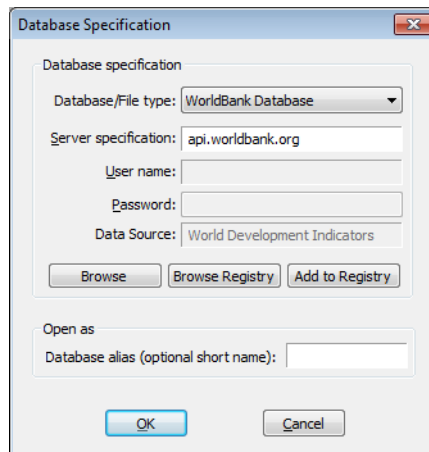 Database Specification
Database specification
Database/File type: WorldBank Database
Server specification: api.worldbank.org
User name:
Password:
Data Source: World Development Indicators
Browse Browse Registry Add to Registry
Open as
Database alias (optional short name):
OK Cancel